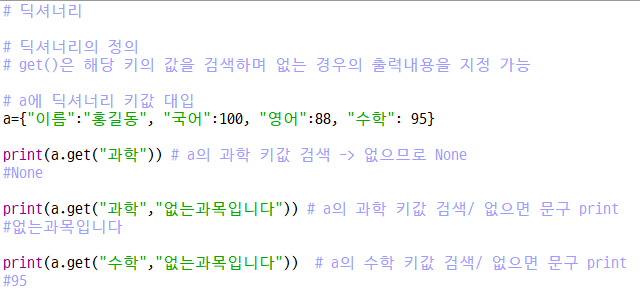 # 딕셔너리
# 딕셔너리의 정의
# get()은 해당 키의 값을 검색하며 없는 경우의 출력내용을 지정 가능
# a에 딕셔너리 키값 대입
a={"이름":"홍길동", "국어":100, "영어":88, "수학": 95}
print(a.get("과학")) # a의 과학 키값 검색 -> 없으므로 None
#None
print(a.get("과학","없는과목입니다")) # a의 과학 키값 검색/ 없으면 문구 print
#없는과목입니다
print(a.get("수학","없는과목입니다"))  # a의 수학 키값 검색/ 없으면 문구 print
#95